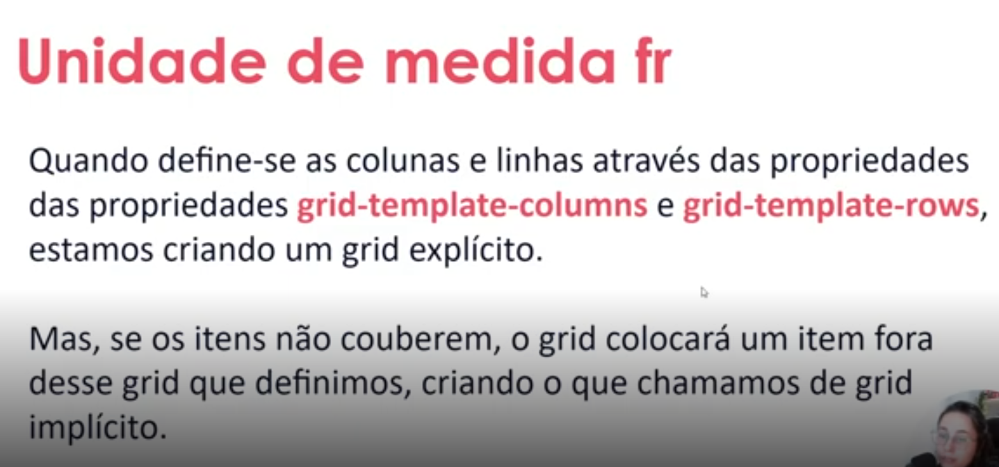 Unidade de medida fr
Quando define-se as colunas e linhas através das propriedades
das propriedades grid-template-columns e grid-template-rows,
estamos criando um grid explícito.
Mas, se os itens não couberem, o grid colocará um item fora
desse grid que definimos, criando o que chamamos de grid
implícito.